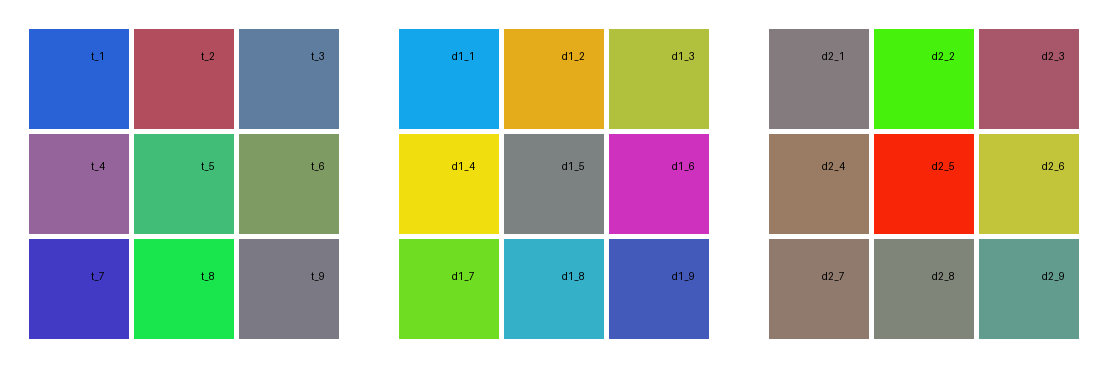 t_1 t_2 t_3 d1_1 d1_2 d1_3 d2_1 d2_2 d2_3
t_4 t_5 t_6 d1_4 d1_5 d1_6 d2_4 d2_5 d2_6
t_7 t_8 t_9 d1_7 d1_8 d1_9 d2_7 d2_8 d2_9